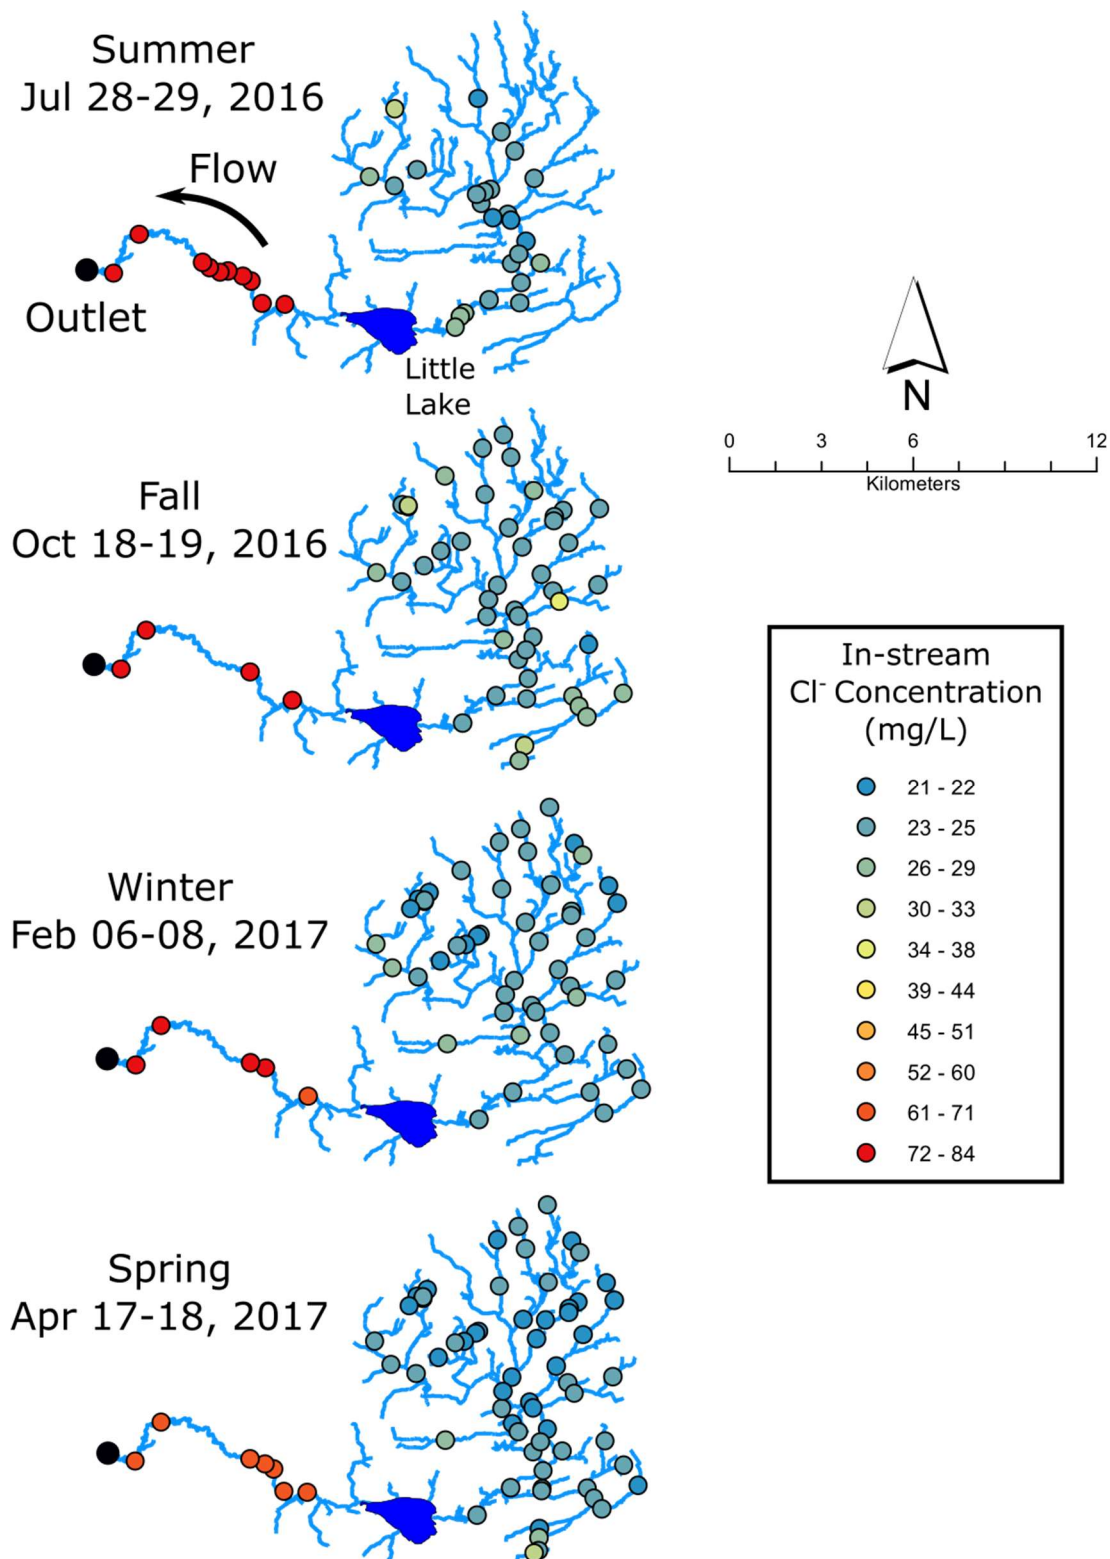 Summer
Jul 28-29, 2016
Flow
Outlet
Little
Lake
N
0 3 6 12
Kilometers
Fall
Oct 18-19, 2016
In-stream
Cl⁻ Concentration
(mg/L)
21 - 22
23 - 25
26 - 29
30 - 33
34 - 38
39 - 44
45 - 51
52 - 60
61 - 71
72 - 84
Winter
Feb 06-08, 2017
Spring
Apr 17-18, 2017